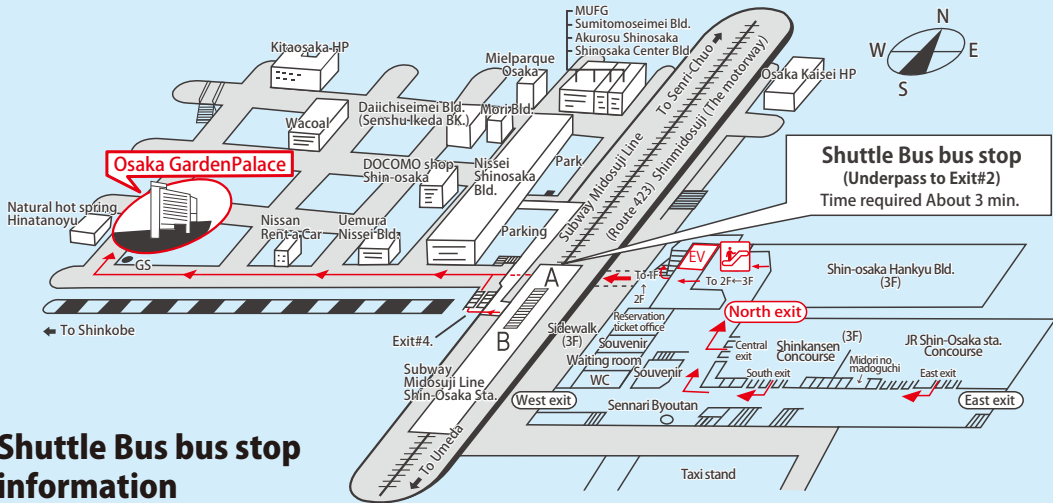 MUFG
Sumitomoseimei Bld.
Akurosu Shinosaka
Shinosaka Center Bld
N
W
E
S
Kitaosaka HP
Mielparque
Osaka
Osaka Kaisei HP
To Senri-Chuo
Daiichiseimei Bld.
(Senshu-Ikeda BK.)
Mori Bld.
Wacoal
Subway Midosuji Line
(Route 423) Shinmidosuji (The motorway)
Osaka GardenPalace
DOCOMO shop
Shin-osaka
Nissei
Shinosaka
Bld.
Park
Shuttle Bus bus stop
(Underpass to Exit#2)
Time required About 3 min.
Natural hot spring
Hinatanoyu
Nissan
Rent a Car
Uemura
Nissei Bld.
Parking
GS
A
B
To 1F
↑
2F
EV
To 2F←3F
Shin-osaka Hankyu Bld.
(3F)
North exit
← To Shinkobe
Exit#4.
Sidewalk
(3F)
Reservation
ticket office
Souvenir
Waiting room
WC
Souvenir
Central
exit
Shinkansen
Concourse
(3F)
South exit
Midori no
madoguchi
JR Shin-Osaka sta.
Concourse
East exit
Subway
Midosuji Line
Shin-Osaka Sta.
West exit
Sennari Byoutan
East exit
To Umeda
Taxi stand
Shuttle Bus bus stop
information